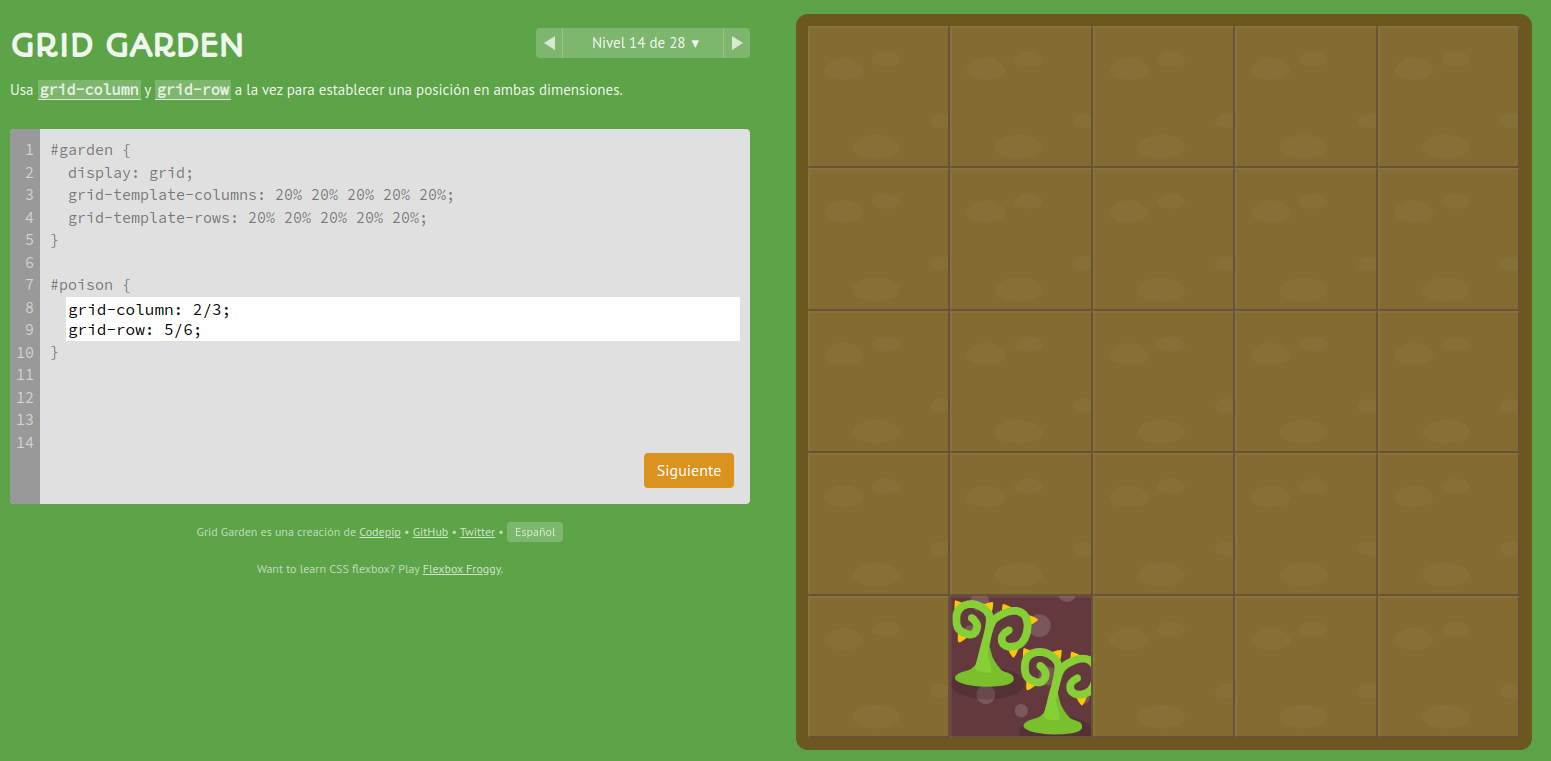 GRID GARDEN
◀ Nivel 14 de 28 ▾ ▶
Usa grid-column y grid-row a la vez para establecer una posición en ambas dimensiones.
1 #garden {
2 display: grid;
3 grid-template-columns: 20% 20% 20% 20% 20%;
4 grid-template-rows: 20% 20% 20% 20% 20%;
5 }
6
7 #poison {
8 grid-column: 2/3;
9 grid-row: 5/6;
10 }
11
12
13
14
Siguiente
Grid Garden es una creación de Codepip • GitHub • Twitter • Español
Want to learn CSS flexbox? Play Flexbox Froggy.